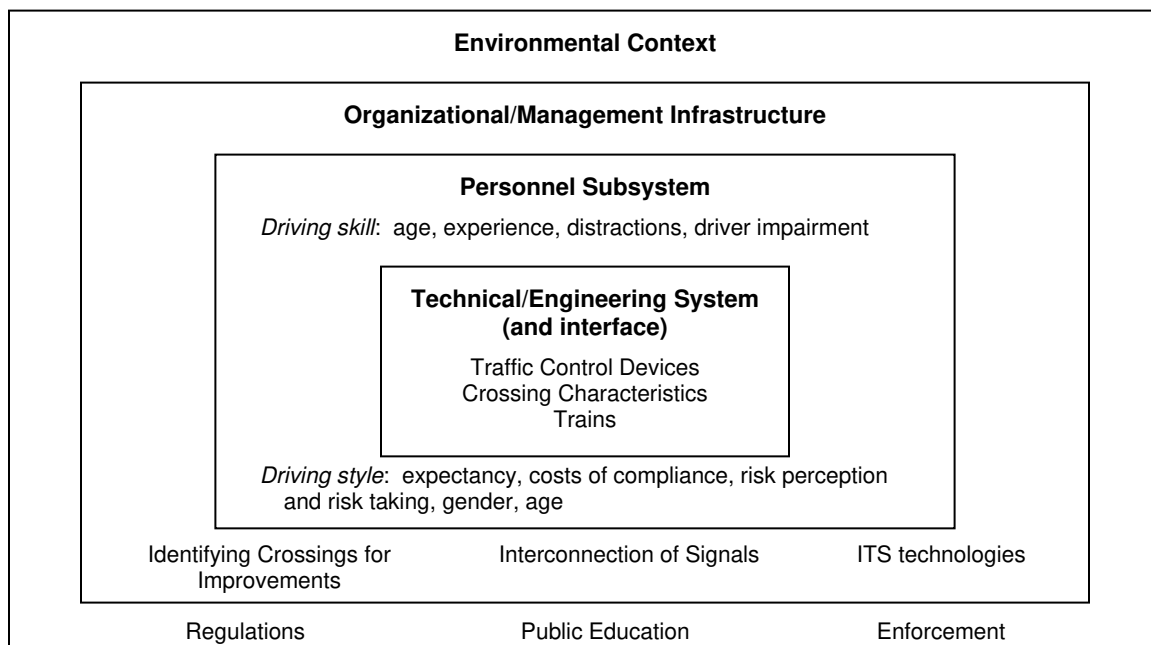 Environmental Context
Organizational/Management Infrastructure
Personnel Subsystem
Driving skill: age, experience, distractions, driver impairment
Technical/Engineering System
(and interface)
Traffic Control Devices
Crossing Characteristics
Trains
Driving style: expectancy, costs of compliance, risk perception
and risk taking, gender, age
Identifying Crossings for
Improvements
Interconnection of Signals
ITS technologies
Regulations
Public Education
Enforcement